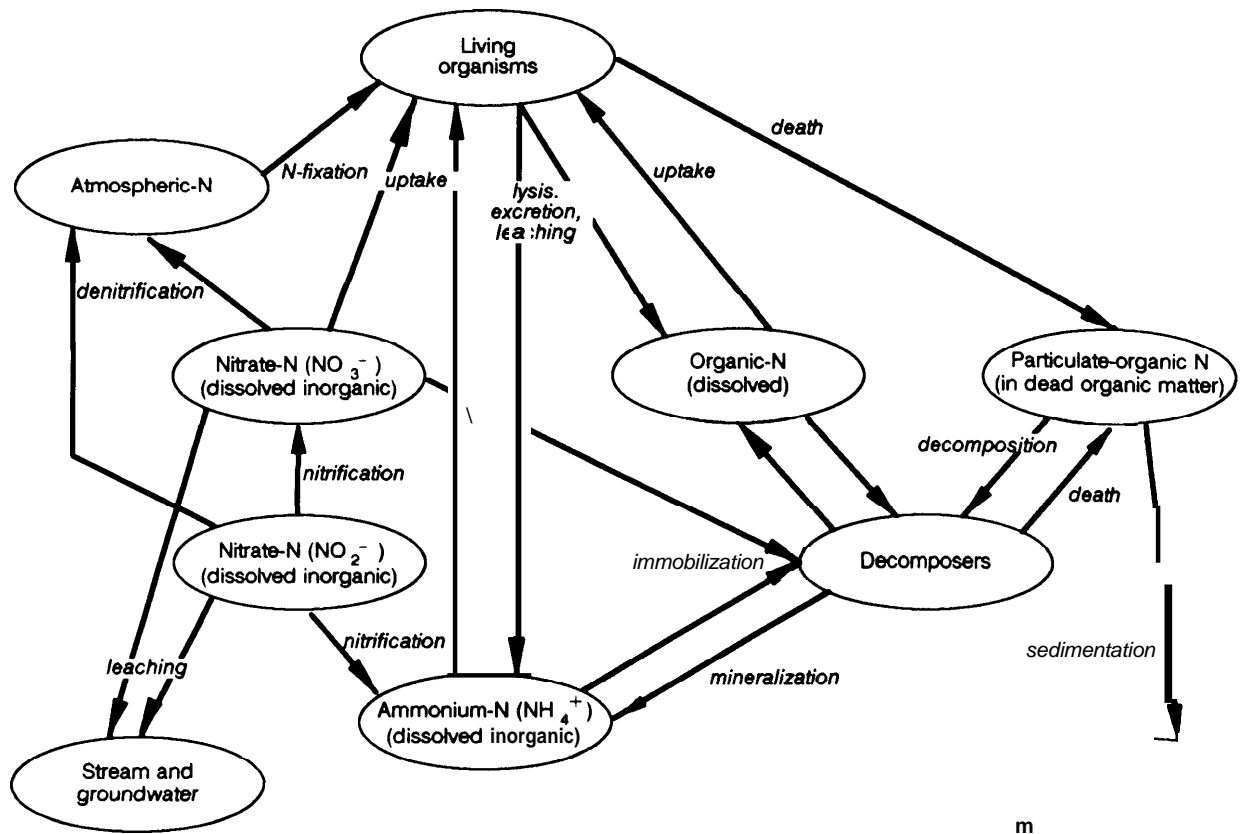 Living
organisms
death
Atmospheric-N
N-fixation
uptake
lysis.
excretion,
leaching
uptake
denitrification
Nitrate-N (NO3⁻)
(dissolved inorganic)
Organic-N
(dissolved)
Particulate-organic N
(in dead organic matter)
decomposition
death
nitrification
Nitrate-N (NO2⁻)
(dissolved inorganic)
immobilization
Decomposers
nitrification
leaching
mineralization
sedimentation
Ammonium-N (NH4⁺)
(dissolved inorganic)
Stream and
groundwater
m